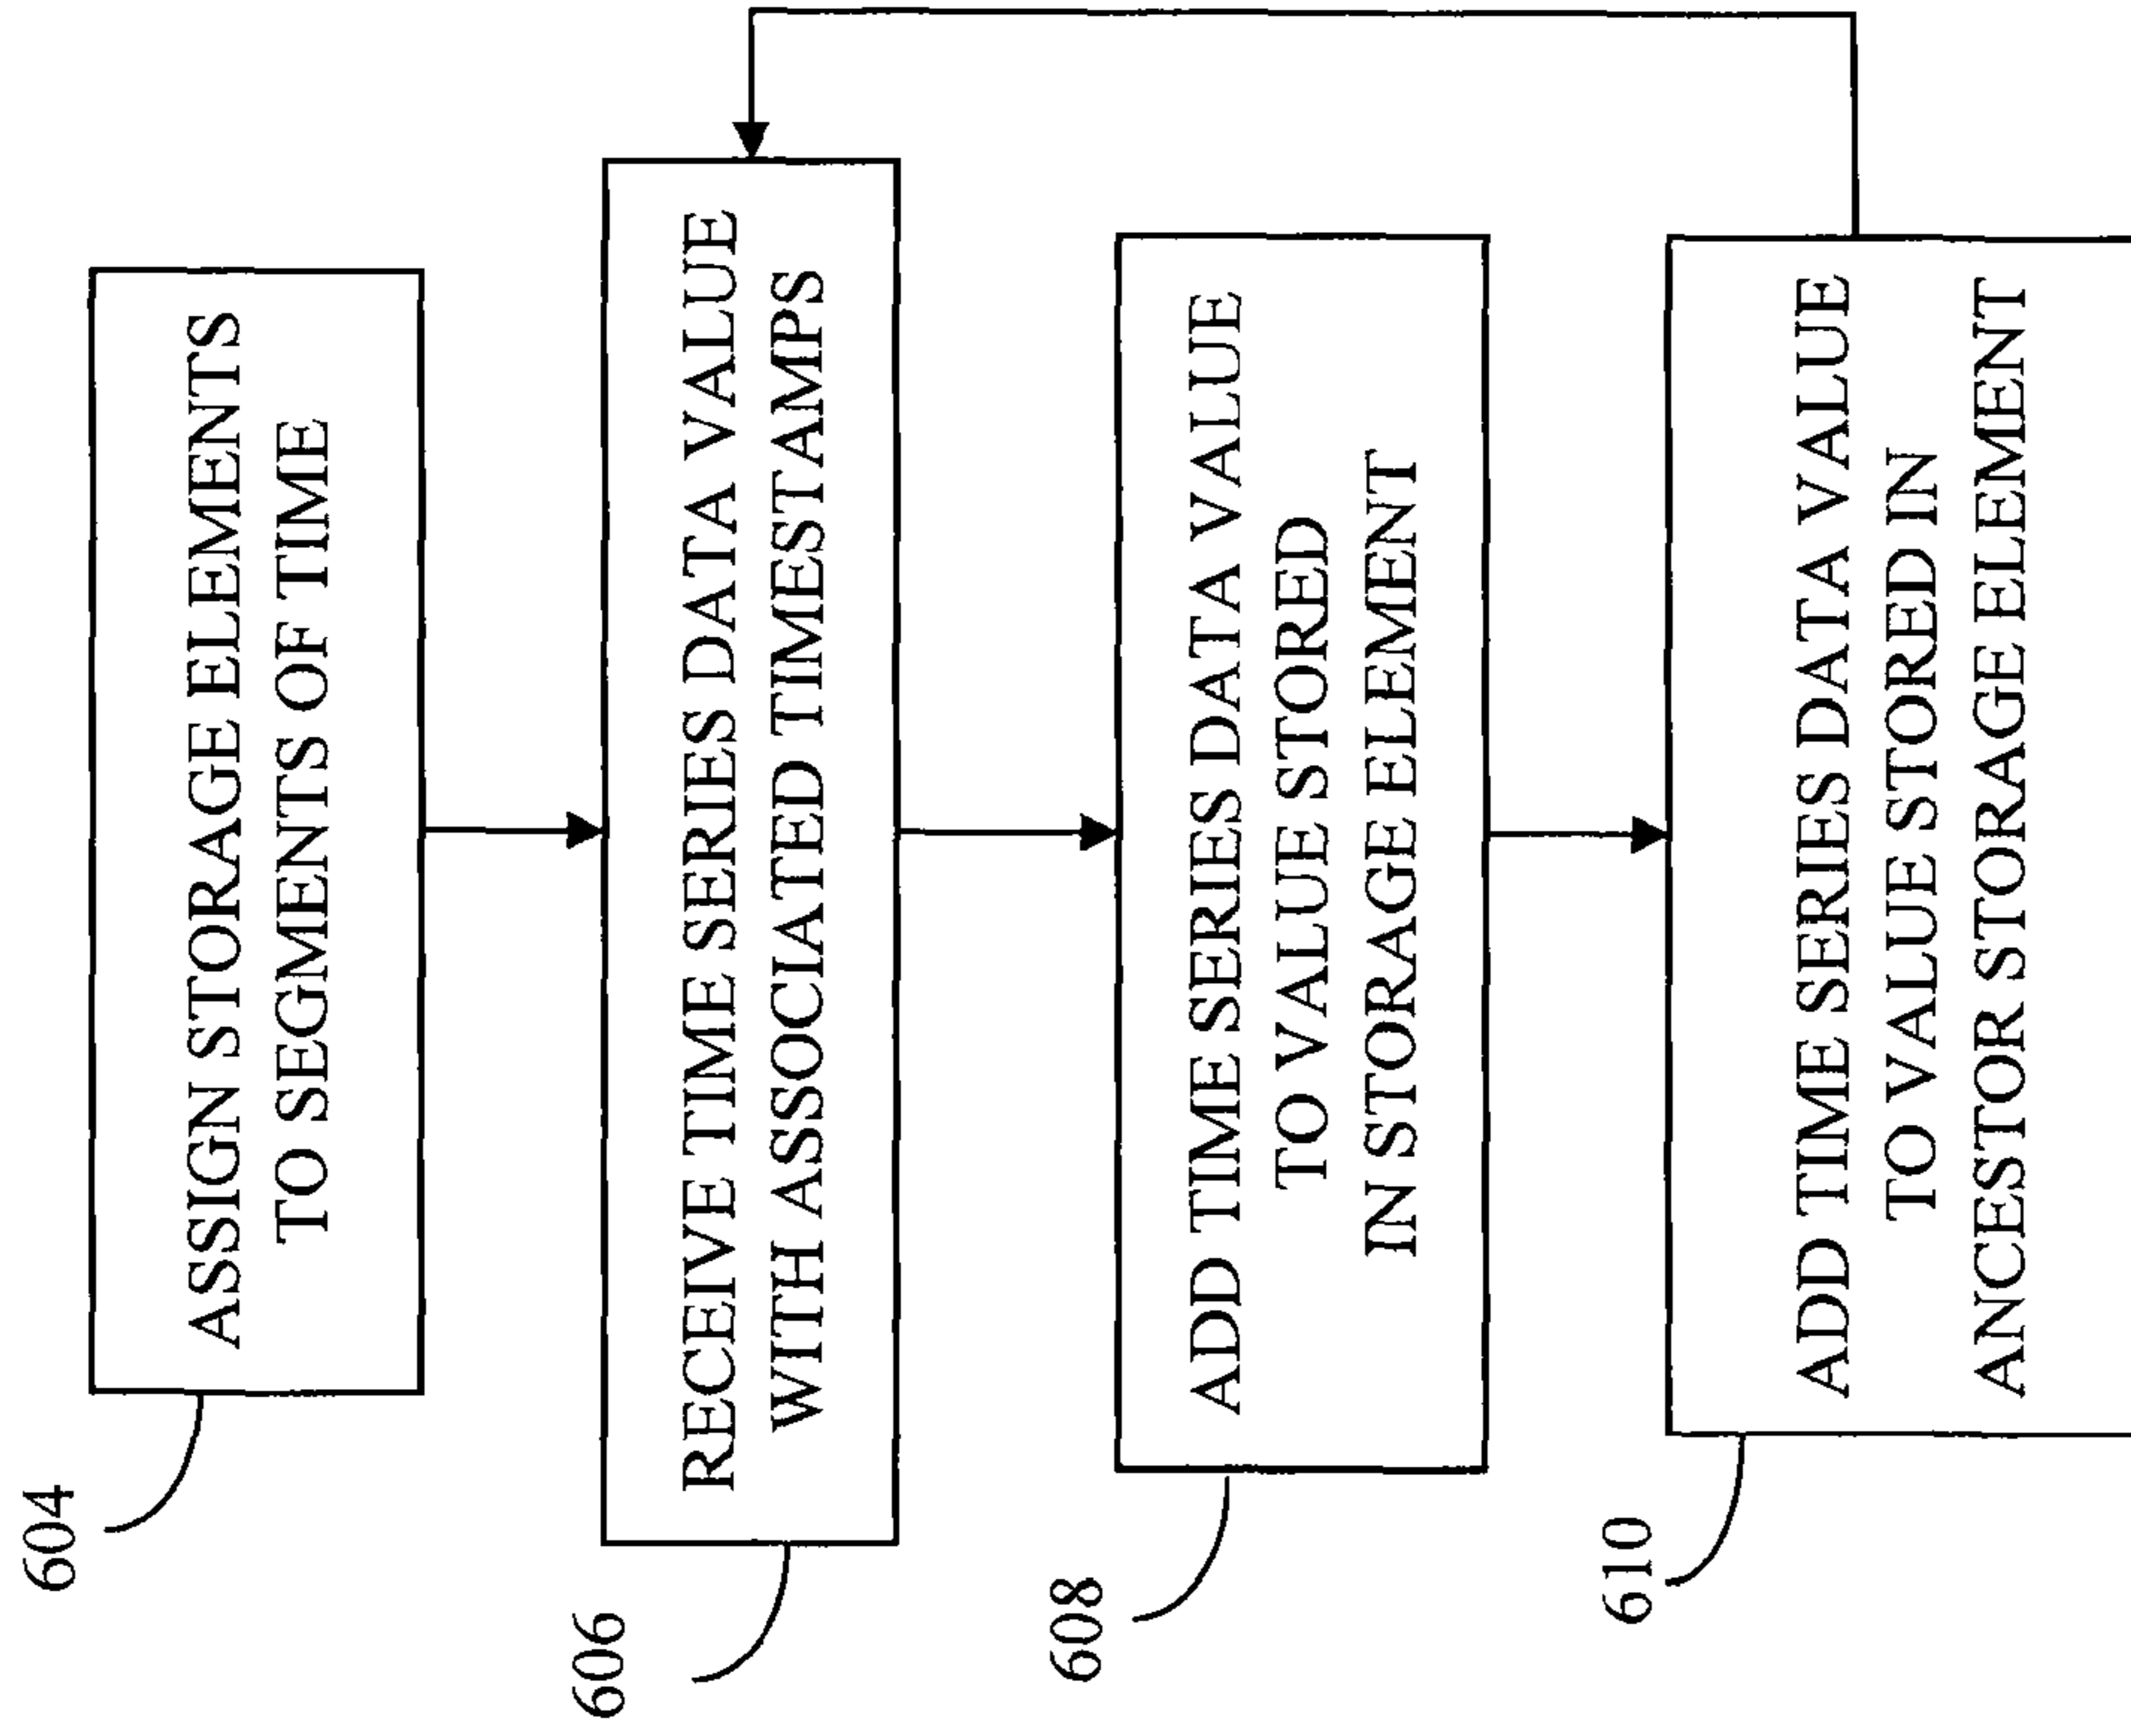 604
ASSIGN STORAGE ELEMENTS
TO SEGMENTS OF TIME
606
RECEIVE TIME SERIES DATA VALUE
WITH ASSOCIATED TIMESTAMPS
608
ADD TIME SERIES DATA VALUE
TO VALUE STORED
IN STORAGE ELEMENT
610
ADD TIME SERIES DATA VALUE
TO VALUE STORED IN
ANCESTOR STORAGE ELEMENT